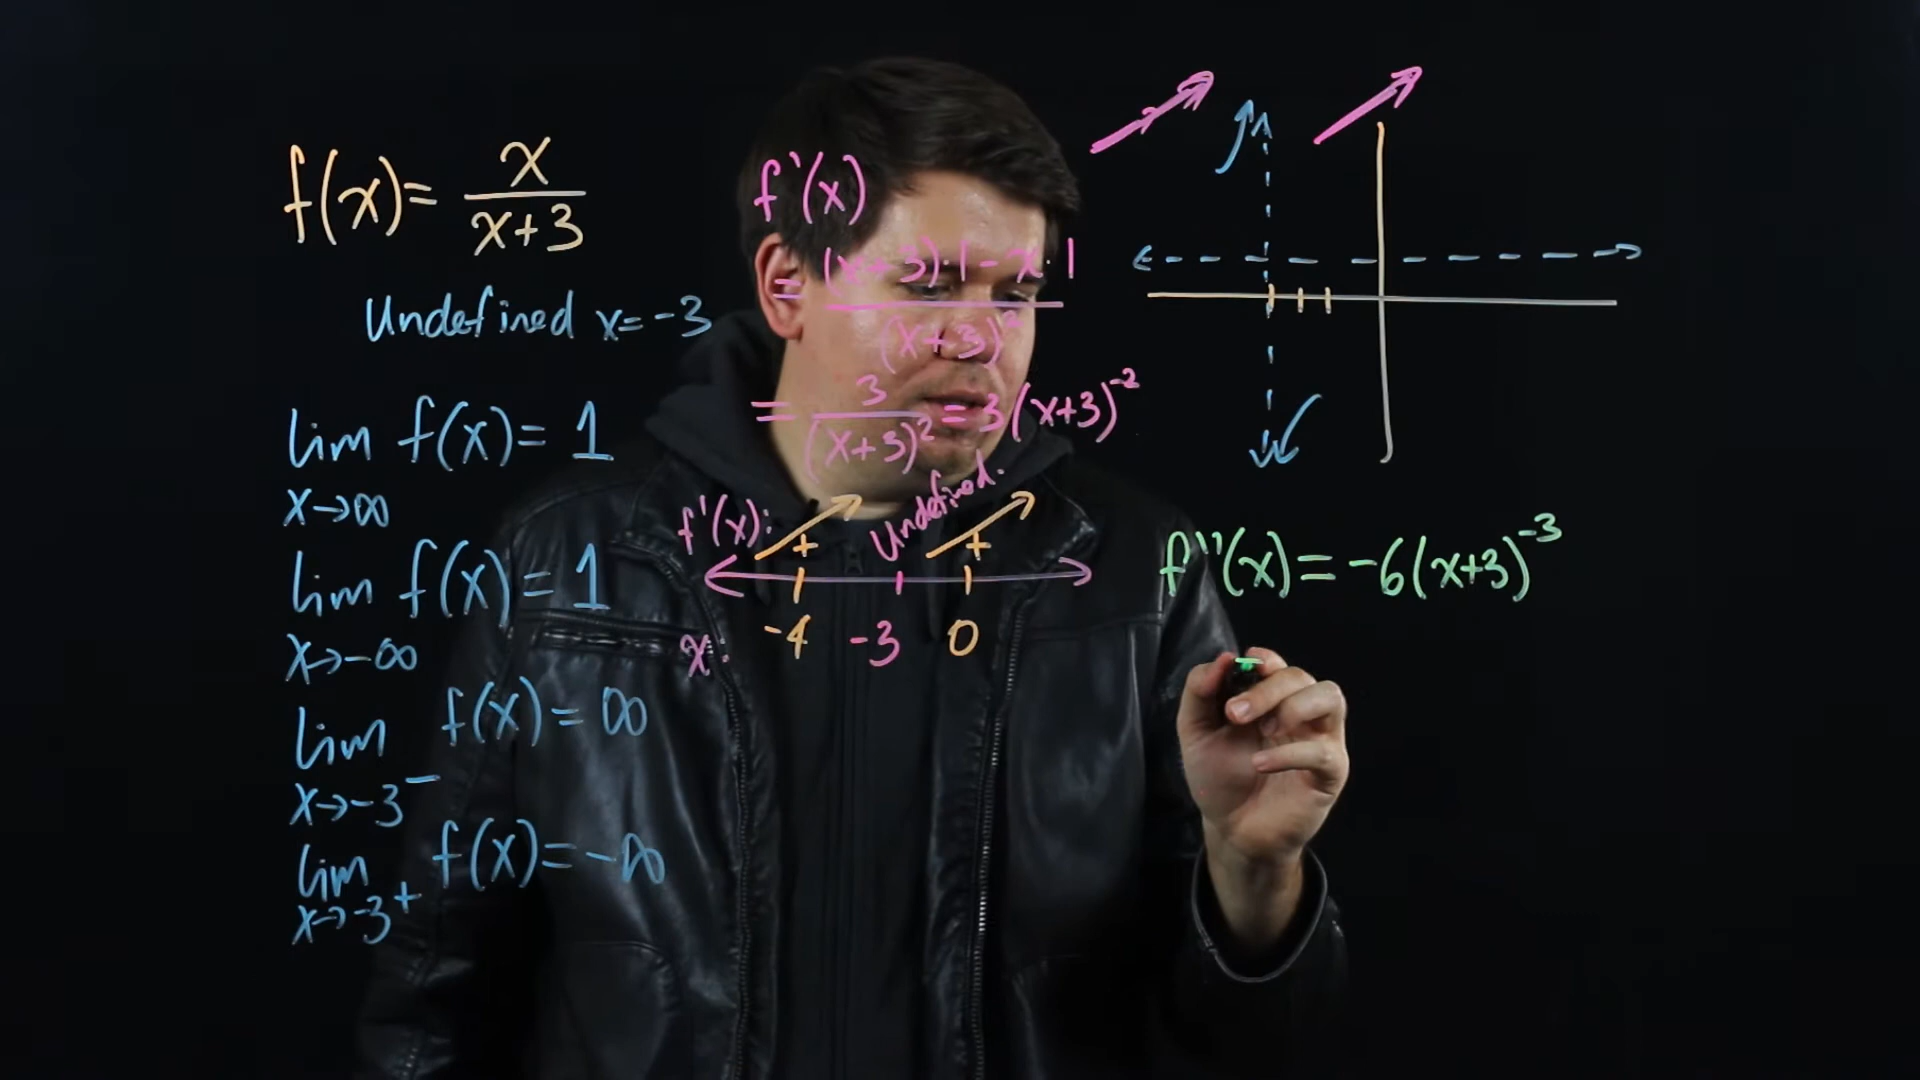 f(x) = x/(x+3)
Undefined x=-3
lim f(x) = 1
x→∞
lim f(x) = 1
x→-∞
lim f(x) = ∞
x→-3⁻
lim f(x) = -∞
x→-3⁺
f'(x)
= ((x+3)·1 - x·1)/(x+3)²
= 3/(x+3)² = 3(x+3)⁻²
f'(x): + Undefined. +
x: -4 -3 0
f''(x) = -6(x+3)⁻³